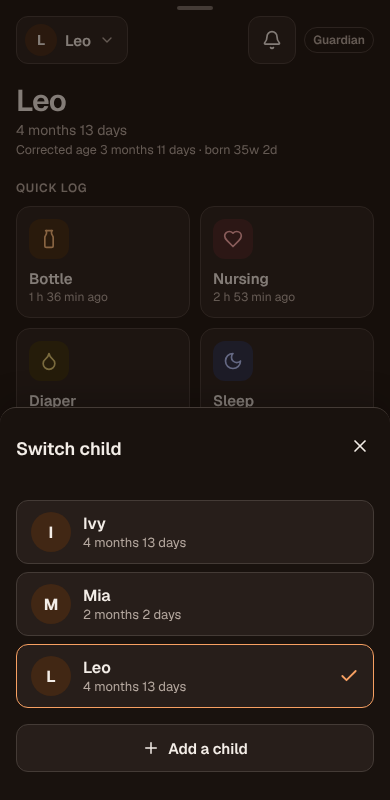 L Leo
Guardian
Leo
4 months 13 days
Corrected age 3 months 11 days · born 35w 2d
QUICK LOG
Bottle
1 h 36 min ago
Nursing
2 h 53 min ago
Diaper
Sleep
Switch child
I
Ivy
4 months 13 days
M
Mia
2 months 2 days
L
Leo
4 months 13 days
Add a child